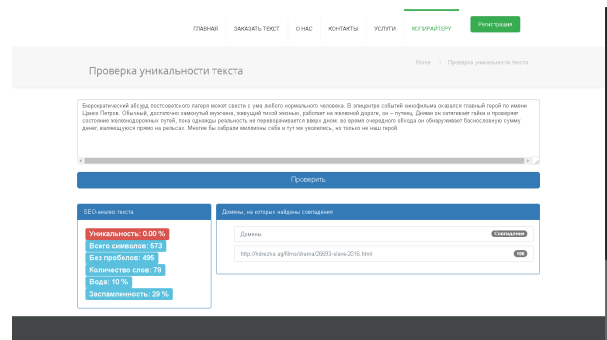 ГЛАВНАЯ ЗАКАЗАТЬ ТЕКСТ О НАС КОНТАКТЫ УСЛУГИ КОПИРАЙТЕРУ Регистрация
Проверка уникальности текста
Home Проверка уникальности текста
Бюрократический абсурд постсоветского лагеря может свести с ума любого нормального человека. В эпицентре событий кинофильма оказался главный герой по имени
Цанко Петров. Обычный, достаточно замкнутый мужчина, живущий тихой жизнью, работает на железной дороге, он – путеец. Днями он затягивает гайки и проверяет
состояние железнодорожных путей, пока однажды реальность не переворачивается вверх дном: во время очередного обхода он обнаруживает баснословную сумму
денег, валяющуюся прямо на рельсах. Многие бы забрали миллионы себе и тут же уволились, но только не наш герой.
Проверить
SEO-анализ текста
Уникальность: 0.00 %
Всего символов: 573
Без пробелов: 495
Количество слов: 78
Вода: 10 %
Заспамленность: 29 %
Домены, на которых найдены совпадения
Домены Совпадения
http://hdrezka.ag/films/drama/26693-slava-2016.html 100